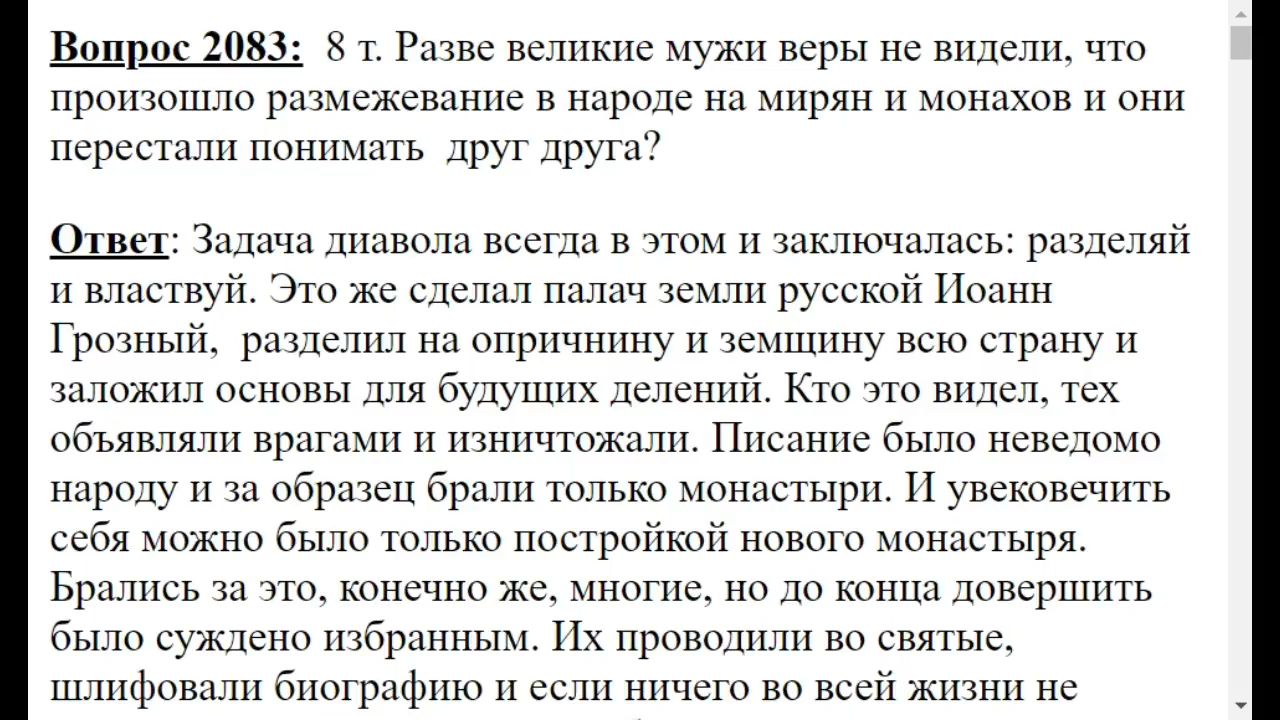 Вопрос 2083:  8 т. Разве великие мужи веры не видели, что
произошло размежевание в народе на мирян и монахов и они
перестали понимать  друг друга?
Ответ: Задача диавола всегда в этом и заключалась: разделяй
и властвуй. Это же сделал палач земли русской Иоанн
Грозный,  разделил на опричнину и земщину всю страну и
заложил основы для будущих делений. Кто это видел, тех
объявляли врагами и изничтожали. Писание было неведомо
народу и за образец брали только монастыри. И увековечить
себя можно было только постройкой нового монастыря.
Брались за это, конечно же, многие, но до конца довершить
было суждено избранным. Их проводили во святые,
шлифовали биографию и если ничего во всей жизни не